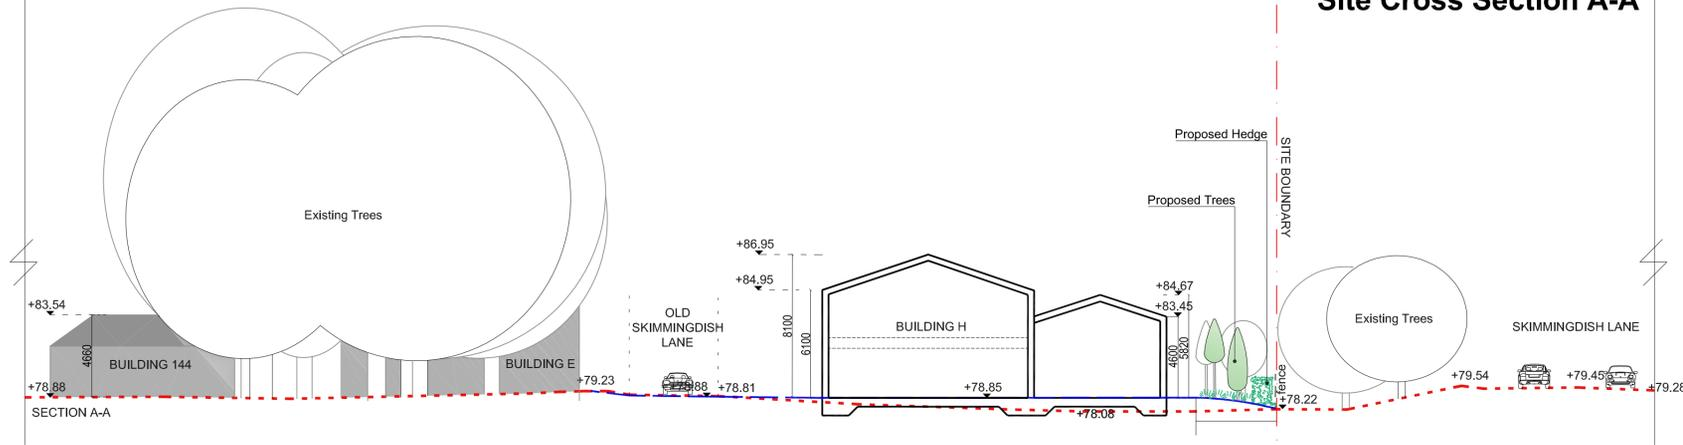 Site Cross Section A-A
Proposed Hedge
SITE BOUNDARY
Proposed Trees
Existing Trees
+86.95
+84.95
+84.67
+83.45
+83.54
8100
6100
OLD
SKIMMINGDISH
LANE
BUILDING H
Existing Trees
SKIMMINGDISH LANE
4660
BUILDING 144
BUILDING E
4600
5820
fence
+79.23
+78.81
+78.85
+79.54
+79.45
+79.28
+78.88
+78.22
+78.08
SECTION A-A